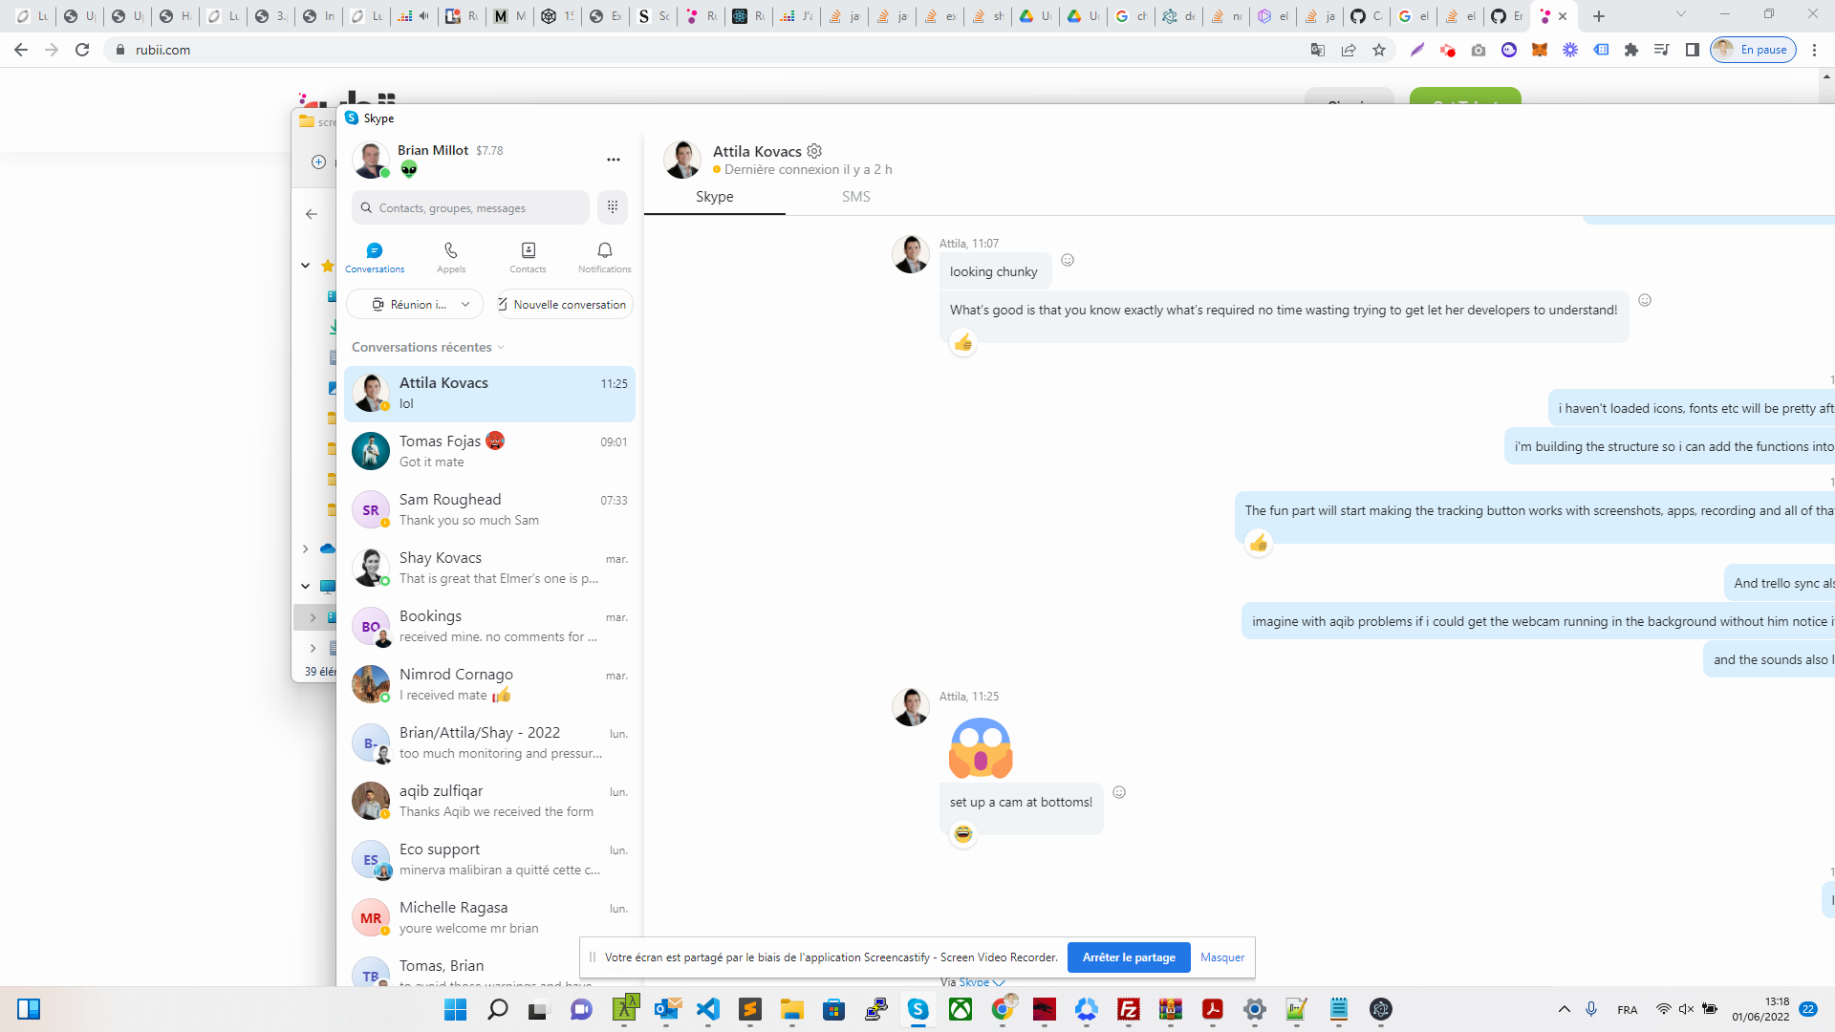 rubii.com
En pause
Skype
Brian Millot $7.78
Contacts, groupes, messages
Conversations
Appels
Contacts
Notifications
Réunion i...
Nouvelle conversation
Conversations récentes
Attila Kovacs 11:25
lol
Tomas Fojas 09:01
Got it mate
SR
Sam Roughead 07:33
Thank you so much Sam
Shay Kovacs mar.
That is great that Elmer's one is p...
BO
Bookings mar.
received mine. no comments for ...
Nimrod Cornago mar.
I received mate
B-
Brian/Attila/Shay - 2022 lun.
too much monitoring and pressur...
aqib zulfiqar lun.
Thanks Aqib we received the form
ES
Eco support lun.
minerva malibiran a quitté cette c...
MR
Michelle Ragasa lun.
youre welcome mr brian
TB
Tomas, Brian
39 élé
Attila Kovacs
Dernière connexion il y a 2 h
Skype
SMS
Attila, 11:07
looking chunky
What's good is that you know exactly what's required no time wasting trying to get let her developers to understand!
i haven't loaded icons, fonts etc will be pretty aft
i'm building the structure so i can add the functions into
The fun part will start making the tracking button works with screenshots, apps, recording and all of tha
And trello sync als
imagine with aqib problems if i could get the webcam running in the background without him notice i
and the sounds also l
Attila, 11:25
set up a cam at bottoms!
Votre écran est partagé par le biais de l'application Screencastify - Screen Video Recorder.
Arrêter le partage
Masquer
Via Skype
FRA
13:18
01/06/2022
22